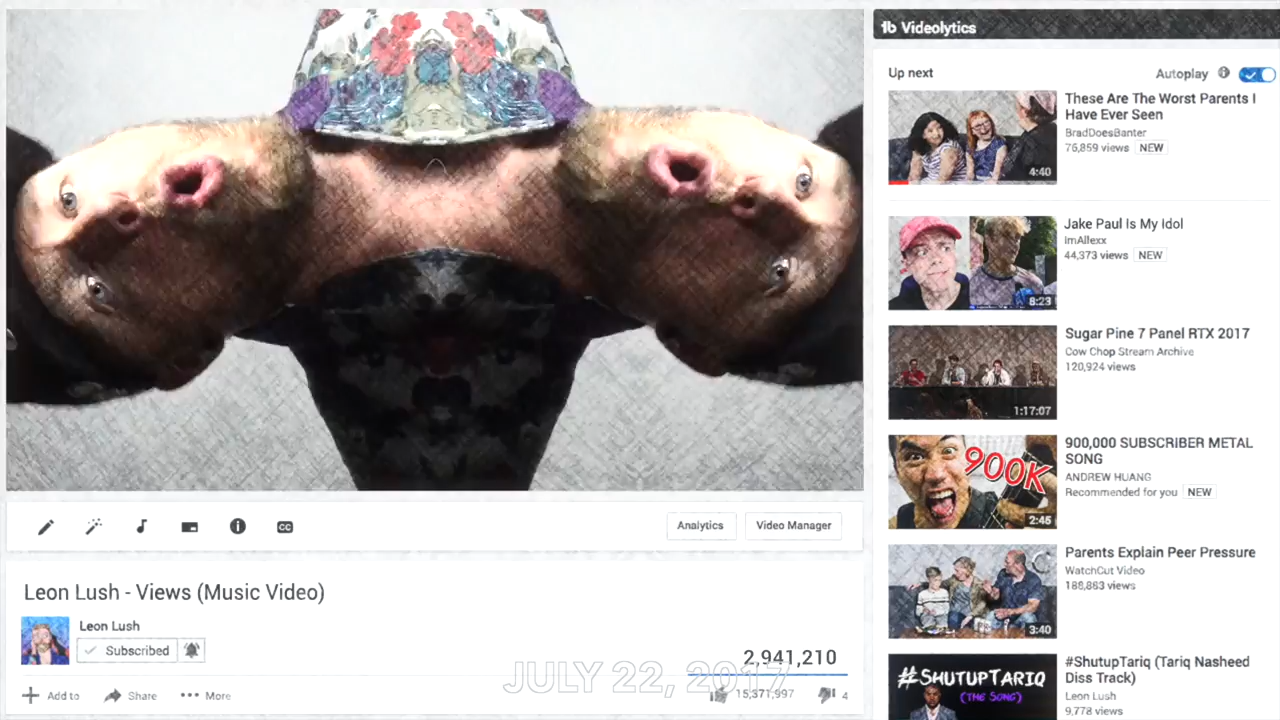 Videolytics
Up next
Autoplay
These Are The Worst Parents I
Have Ever Seen
BradDoesBanter
76,859 views NEW
4:40
Jake Paul Is My Idol
ImAllexx
44,373 views NEW
8:23
Sugar Pine 7 Panel RTX 2017
Cow Chop Stream Archive
120,924 views
1:17:07
900,000 SUBSCRIBER METAL
SONG
ANDREW HUANG
Recommended for you NEW
900K
2:45
Parents Explain Peer Pressure
WatchCut Video
188,883 views
3:40
#ShutupTariq (Tariq Nasheed
Diss Track)
Leon Lush
9,778 views
#SHUTUPTARIQ
(THE SONG)
CC
Analytics
Video Manager
Leon Lush - Views (Music Video)
Leon Lush
Subscribed
2,941,210
JULY 22, 2017
Add to
Share
More
15,371,997
4